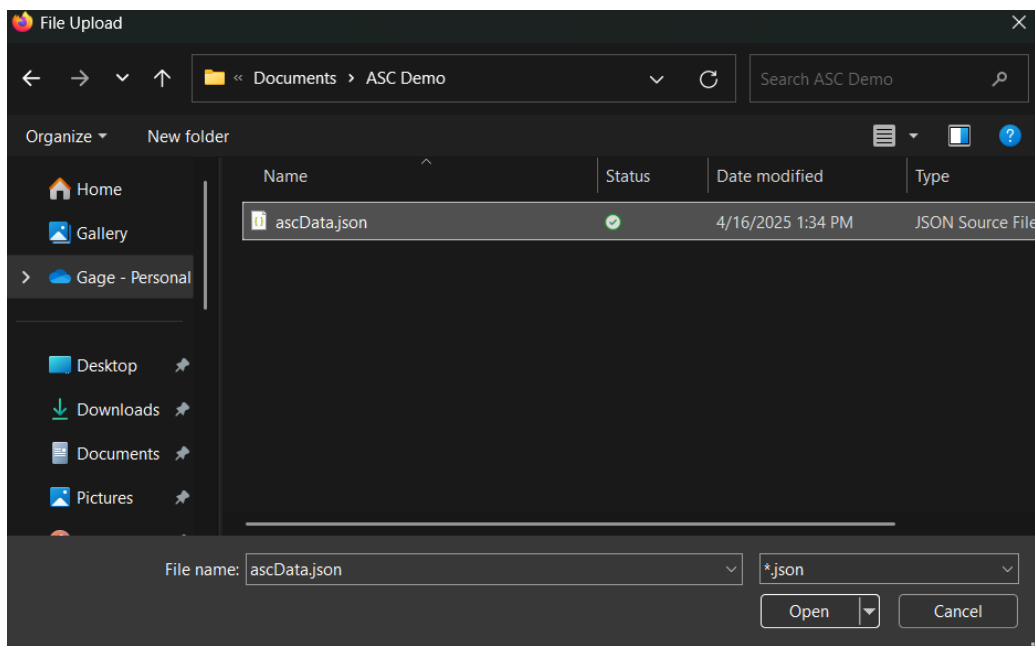 File Upload
« Documents > ASC Demo
Search ASC Demo
Organize
New folder
?
Name
Status
Date modified
Type
Home
Gallery
Gage - Personal
Desktop
Downloads
Documents
Pictures
ascData.json
4/16/2025 1:34 PM
JSON Source File
File name:
ascData.json
*.json
Open
Cancel